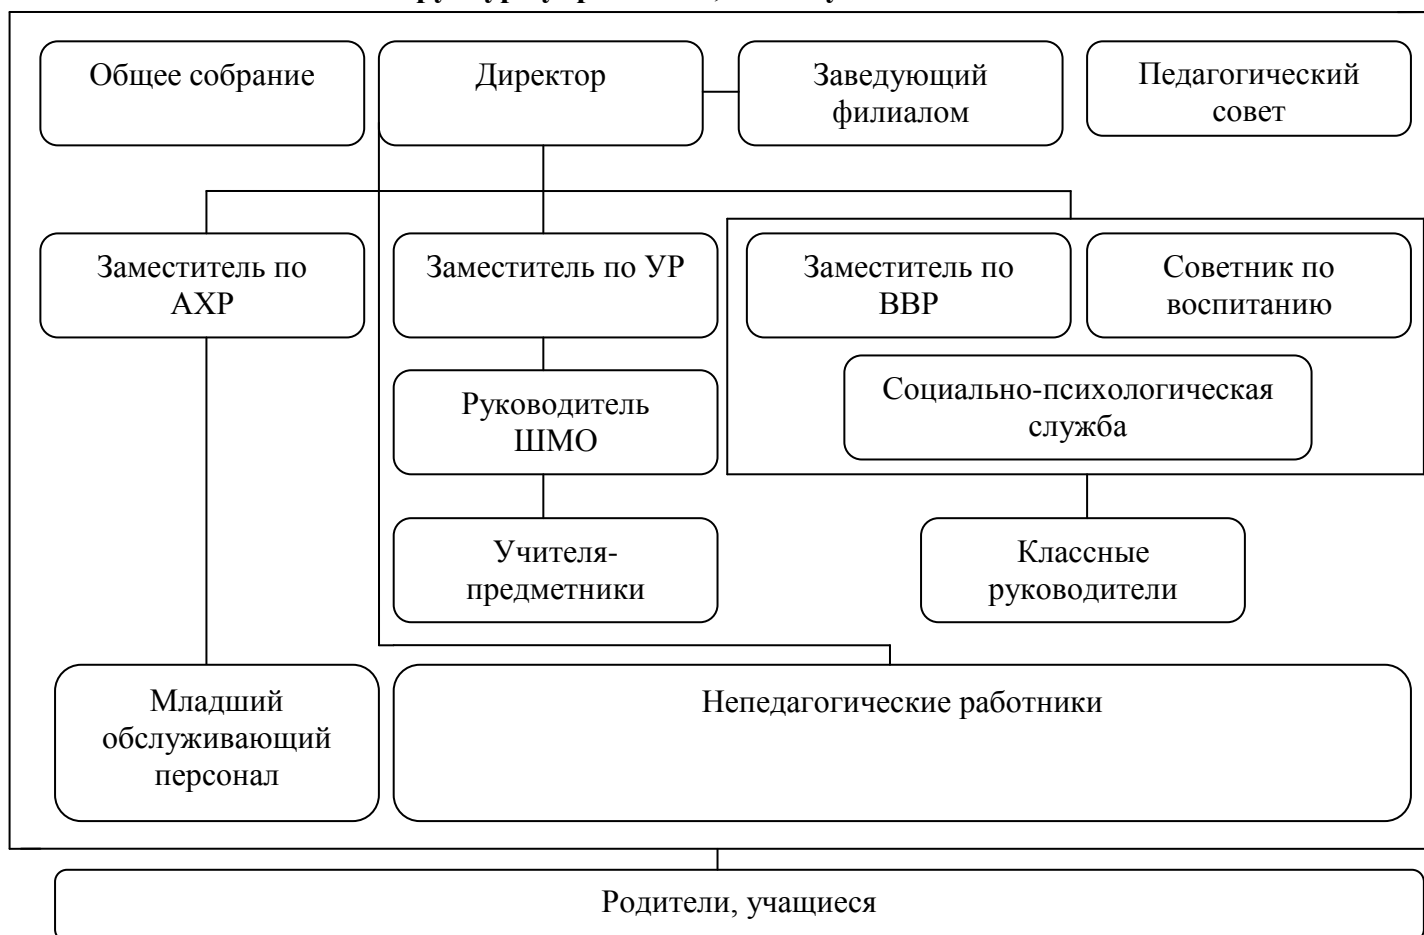 Общее собрание
Директор
Заведующий
филиалом
Педагогический
совет
Заместитель по
АХР
Заместитель по УР
Заместитель по
ВВР
Советник по
воспитанию
Руководитель
ШМО
Социально-психологическая
служба
Учителя-
предметники
Классные
руководители
Младший
обслуживающий
персонал
Непедагогические работники
Родители, учащиеся